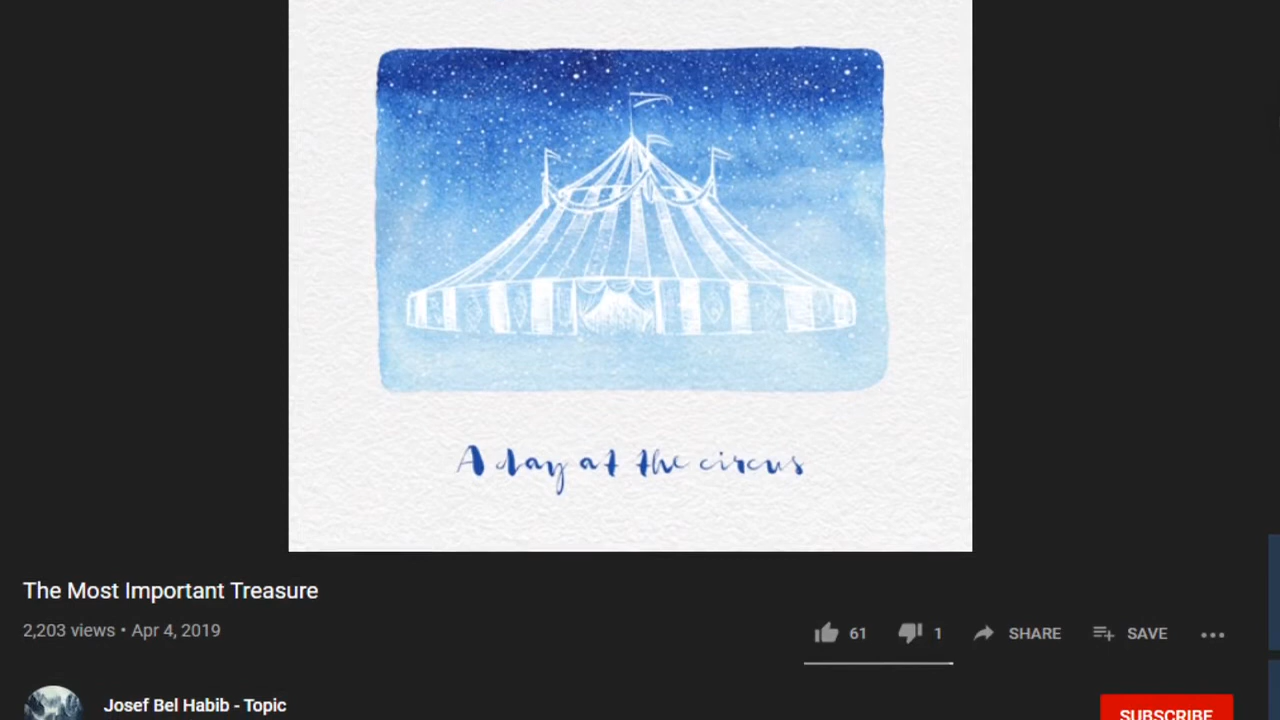 A day at the circus
The Most Important Treasure
2,203 views • Apr 4, 2019
61 1 SHARE SAVE
Josef Bel Habib - Topic
SUBSCRIBE